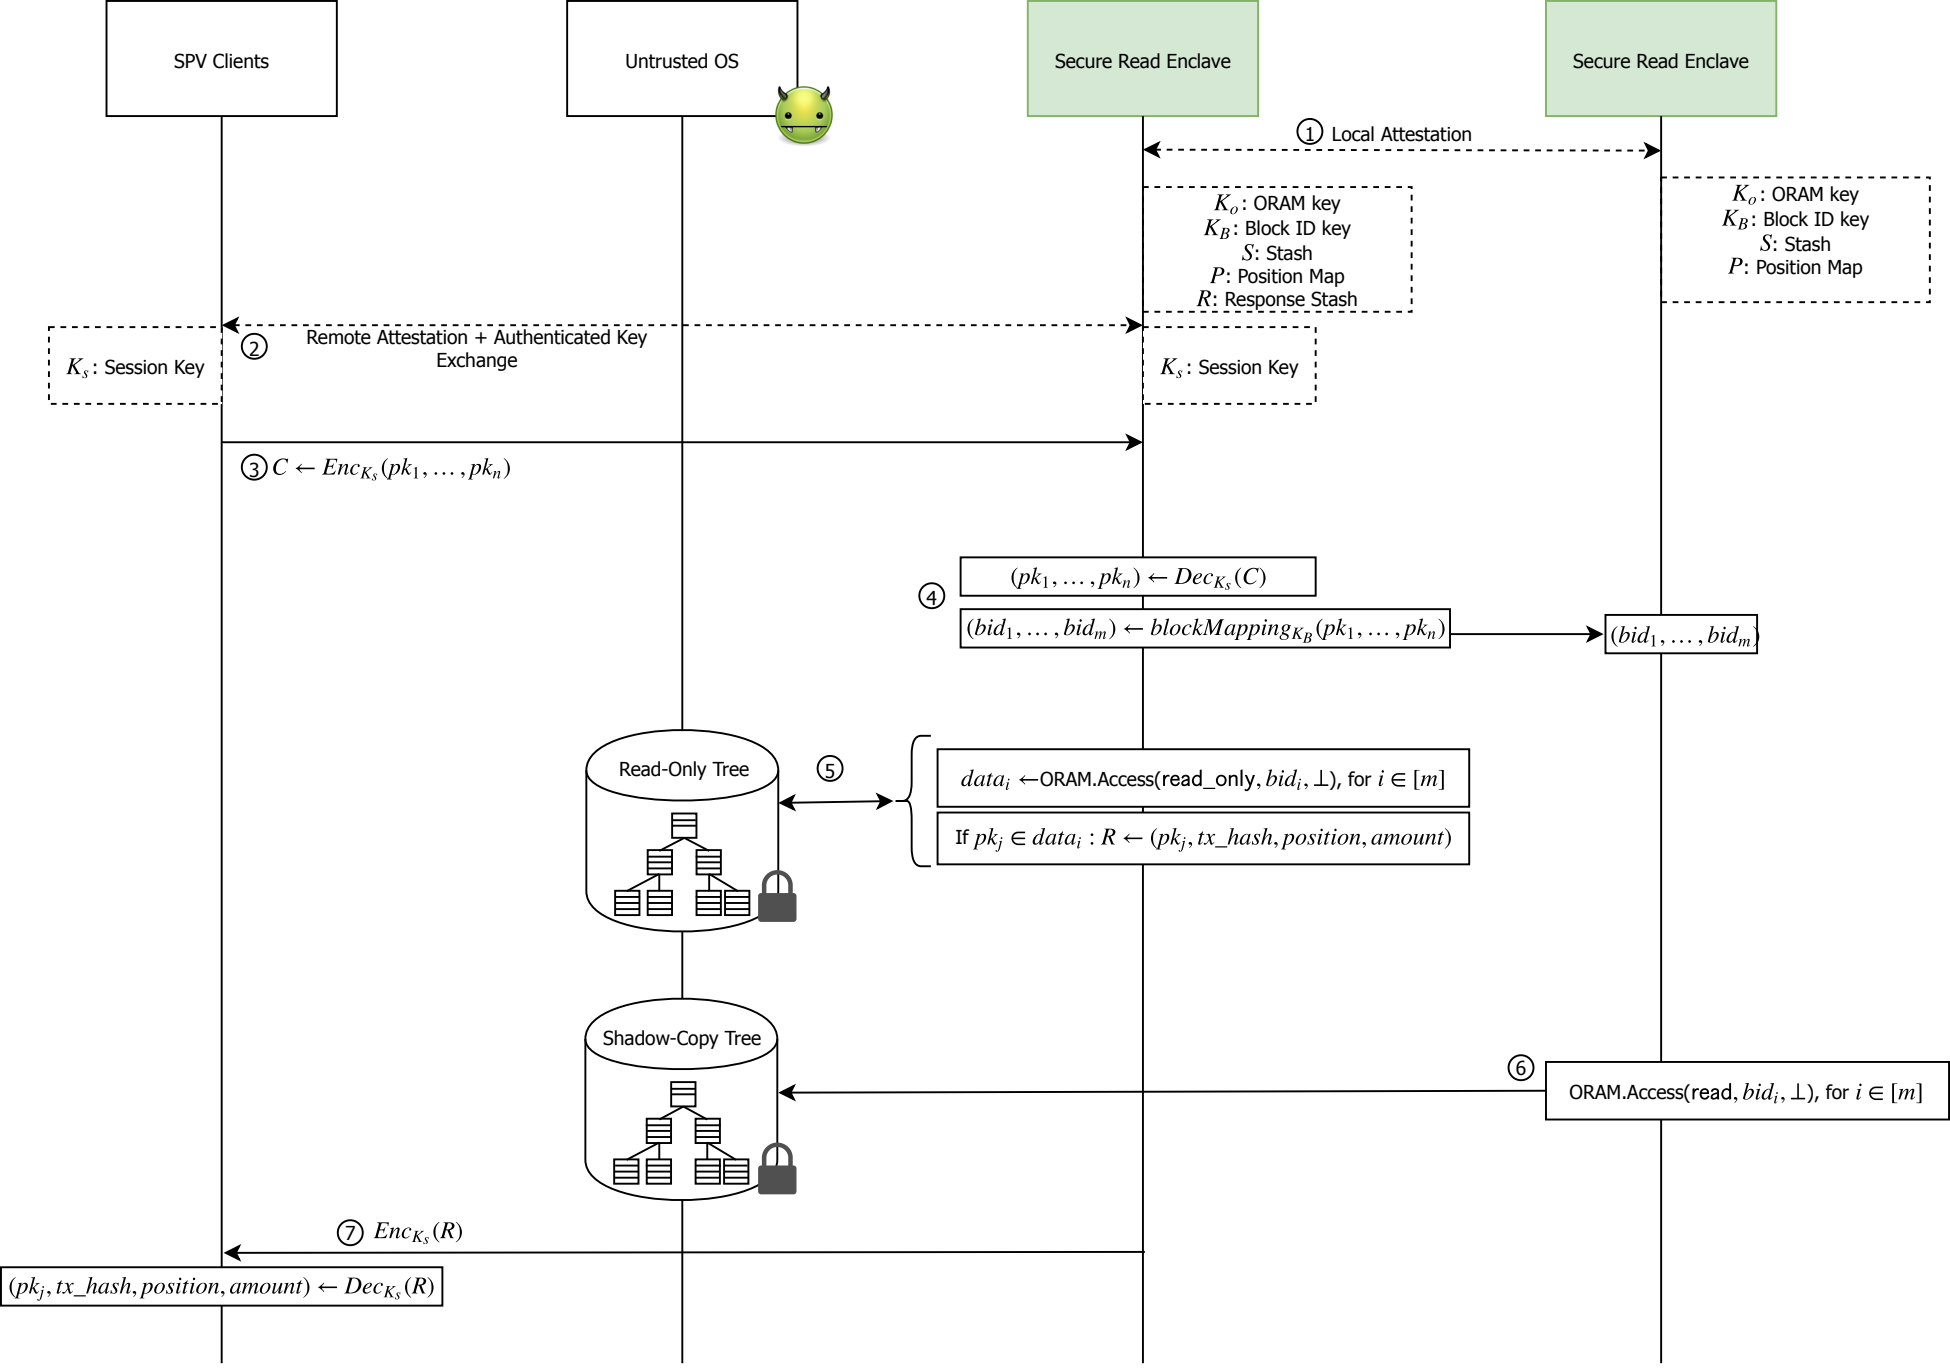 SPV Clients
Untrusted OS
Secure Read Enclave
Secure Read Enclave
1 Local Attestation
K_o: ORAM key
K_B: Block ID key
S: Stash
P: Position Map
R: Response Stash
K_o: ORAM key
K_B: Block ID key
S: Stash
P: Position Map
2
Remote Attestation + Authenticated Key
Exchange
K_s: Session Key
K_s: Session Key
3 C ← Enc_{K_s}(pk_1, …, pk_n)
4
(pk_1, …, pk_n) ← Dec_{K_s}(C)
(bid_1, …, bid_m) ← blockMapping_{K_B}(pk_1, …, pk_n)
(bid_1, …, bid_m)
Read-Only Tree
5
data_i ←ORAM.Access(read_only, bid_i, ⊥), for i ∈ [m]
If pk_j ∈ data_i : R ← (pk_j, tx_hash, position, amount)
Shadow-Copy Tree
6
ORAM.Access(read, bid_i, ⊥), for i ∈ [m]
7 Enc_{K_s}(R)
(pk_j, tx_hash, position, amount) ← Dec_{K_s}(R)